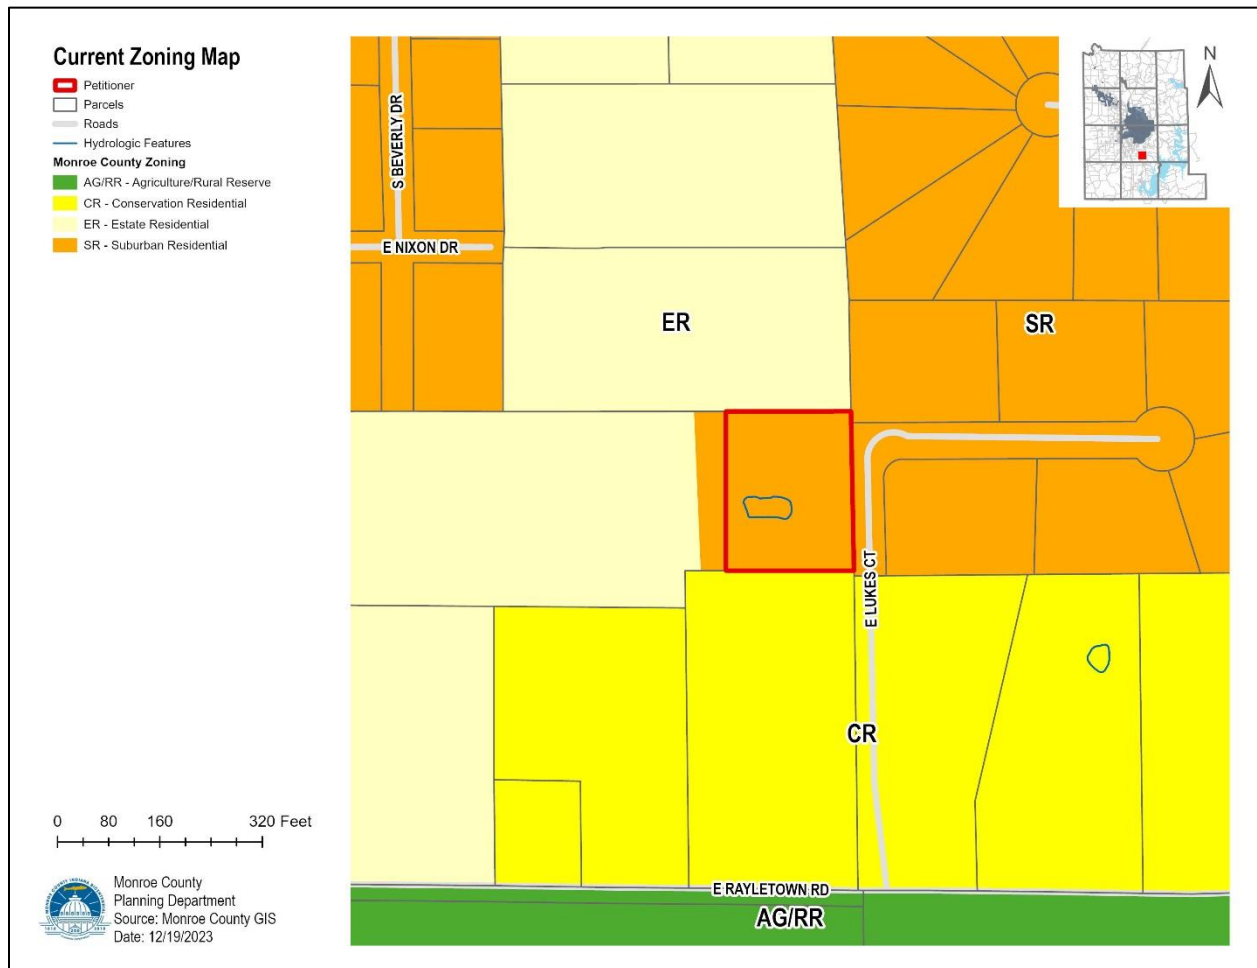 Current Zoning Map
Petitioner
Parcels
Roads
Hydrologic Features
Monroe County Zoning
AG/RR - Agriculture/Rural Reserve
CR - Conservation Residential
ER - Estate Residential
SR - Suburban Residential
N
S BEVERLY DR
E NIXON DR
ER
SR
E LUKES CT
CR
E RAYLETOWN RD
AG/RR
0 80 160 320 Feet
Monroe County
Planning Department
Source: Monroe County GIS
Date: 12/19/2023